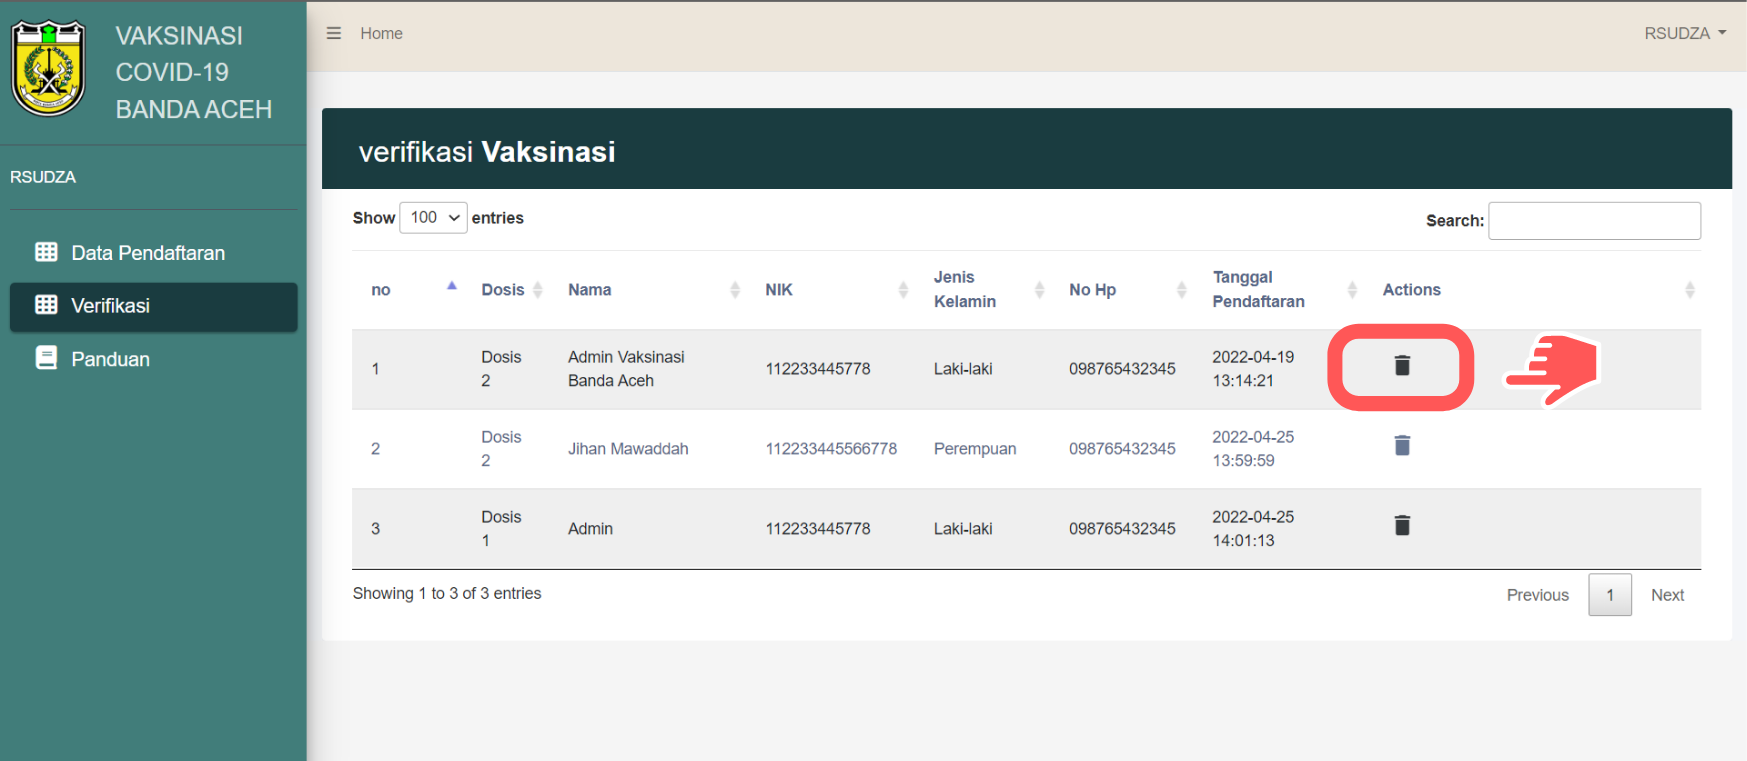 VAKSINASI
COVID-19
BANDA ACEH
RSUDZA
Data Pendaftaran
Verifikasi
Panduan
Home
RSUDZA
verifikasi Vaksinasi
Show 100 entries
Search:
no Dosis Nama NIK Jenis Kelamin No Hp Tanggal Pendaftaran Actions
1 Dosis 2 Admin Vaksinasi Banda Aceh 112233445778 Laki-laki 098765432345 2022-04-19 13:14:21
2 Dosis 2 Jihan Mawaddah 112233445566778 Perempuan 098765432345 2022-04-25 13:59:59
3 Dosis 1 Admin 112233445778 Laki-laki 098765432345 2022-04-25 14:01:13
Showing 1 to 3 of 3 entries
Previous 1 Next